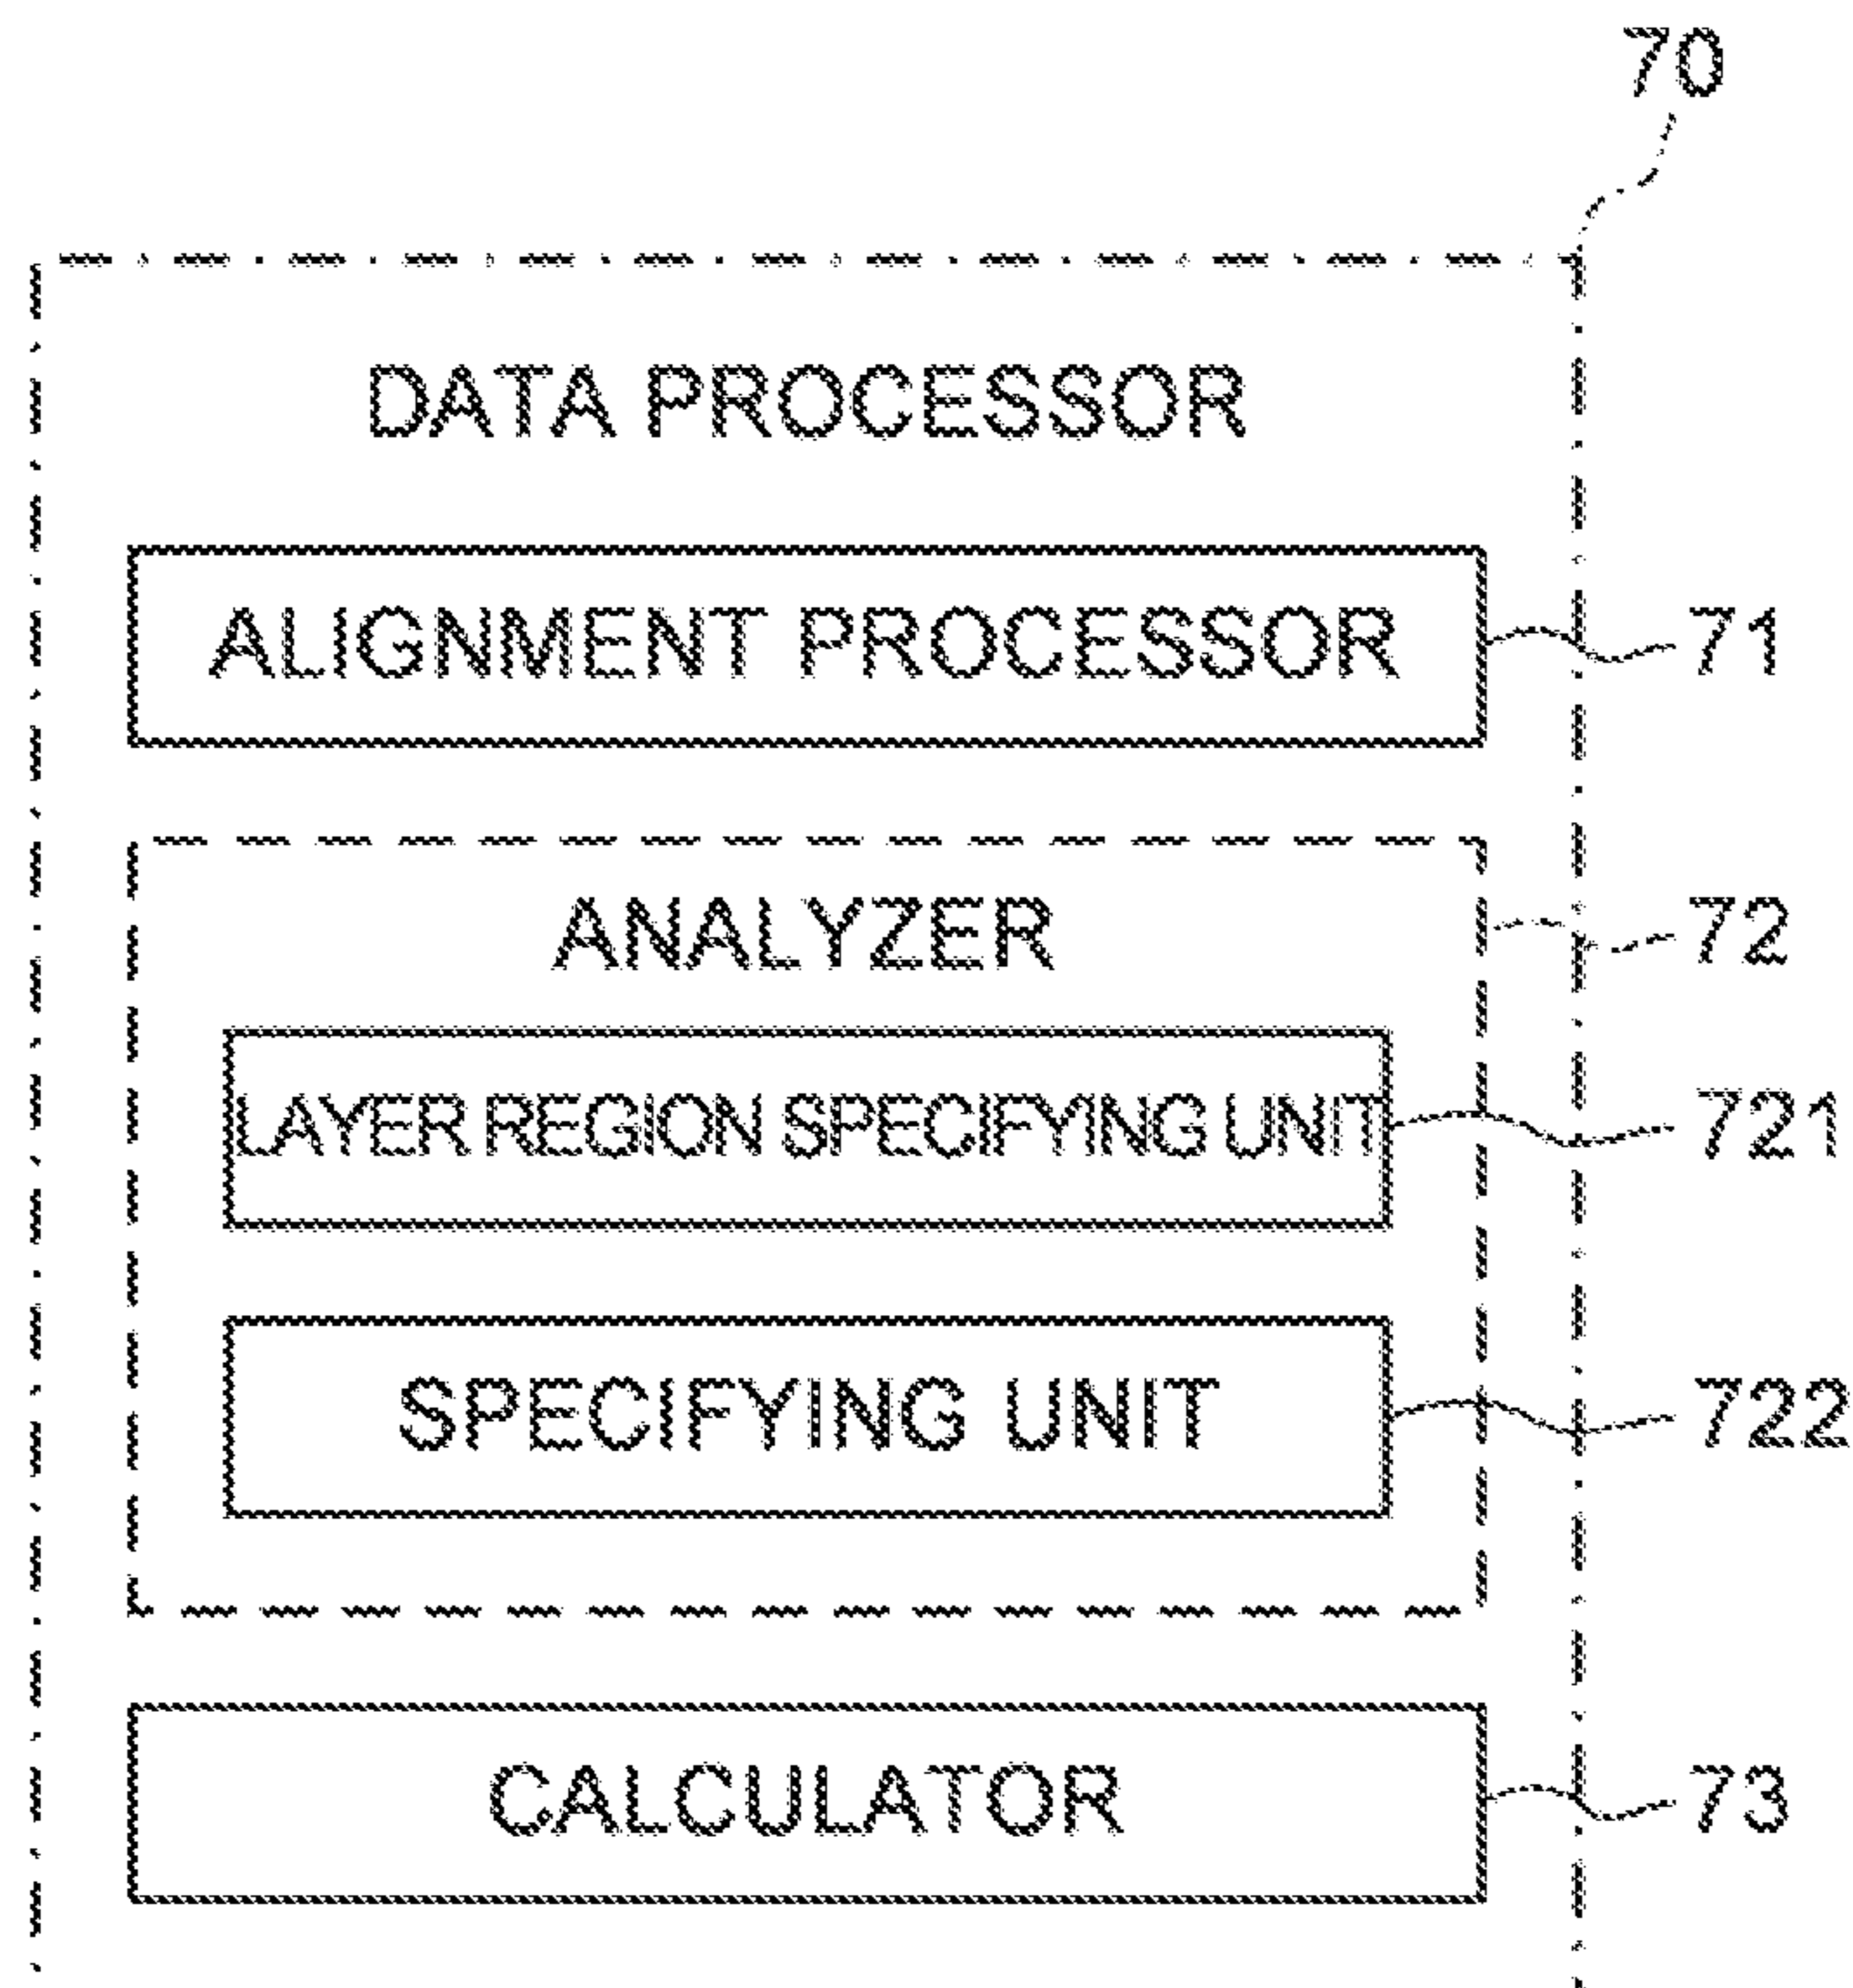 70
DATA PROCESSOR
ALIGNMENT PROCESSOR 71
ANALYZER 72
LAYER REGION SPECIFYING UNIT 721
SPECIFYING UNIT 722
CALCULATOR 73